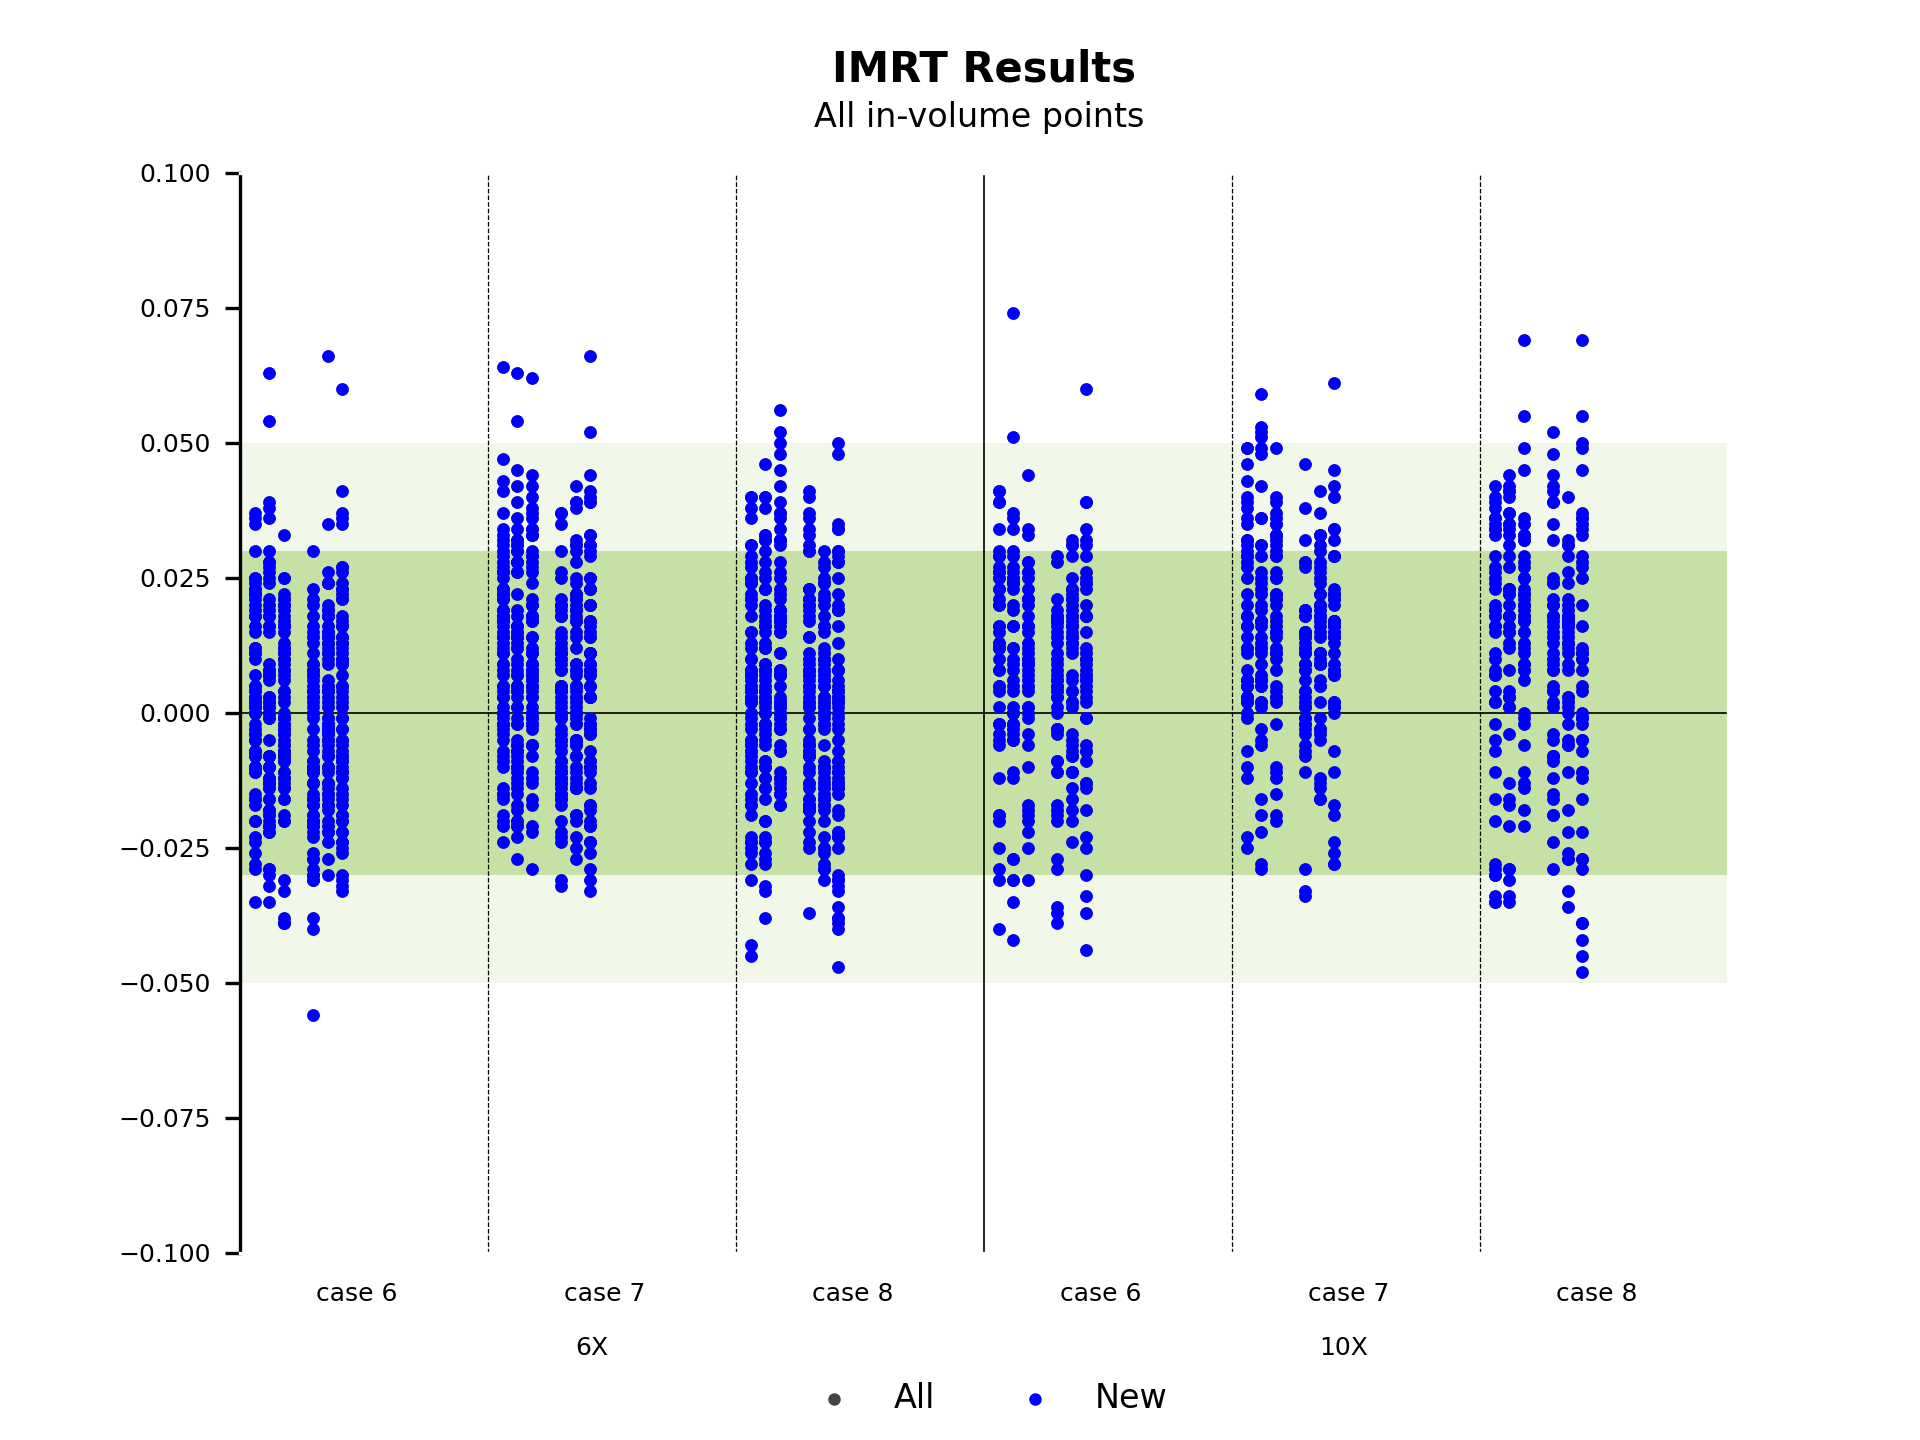 IMRT Results
All in-volume points
0.100
0.075
0.050
0.025
0.000
−0.025
−0.050
−0.075
−0.100
case 6 case 7 case 8 case 6 case 7 case 8
6X 10X
All New